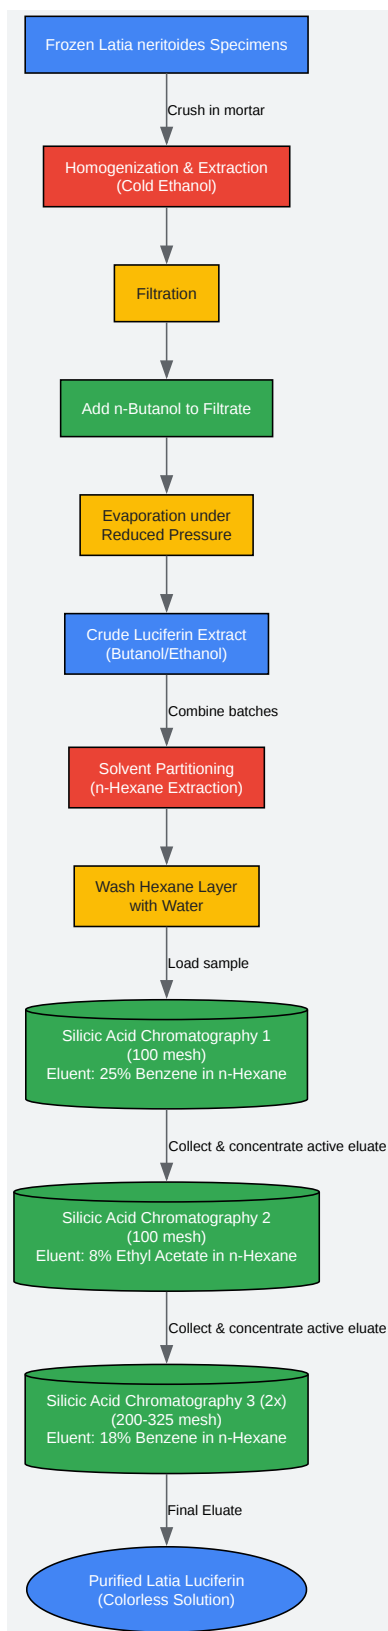 Frozen Latia neritoides Specimens
Crush in mortar
Homogenization & Extraction
(Cold Ethanol)
Filtration
Add n-Butanol to Filtrate
Evaporation under
Reduced Pressure
Crude Luciferin Extract
(Butanol/Ethanol)
Combine batches
Solvent Partitioning
(n-Hexane Extraction)
Wash Hexane Layer
with Water
Load sample
Silicic Acid Chromatography 1
(100 mesh)
Eluent: 25% Benzene in n-Hexane
Collect & concentrate active eluate
Silicic Acid Chromatography 2
(100 mesh)
Eluent: 8% Ethyl Acetate in n-Hexane
Collect & concentrate active eluate
Silicic Acid Chromatography 3 (2x)
(200-325 mesh)
Eluent: 18% Benzene in n-Hexane
Final Eluate
Purified Latia Luciferin
(Colorless Solution)